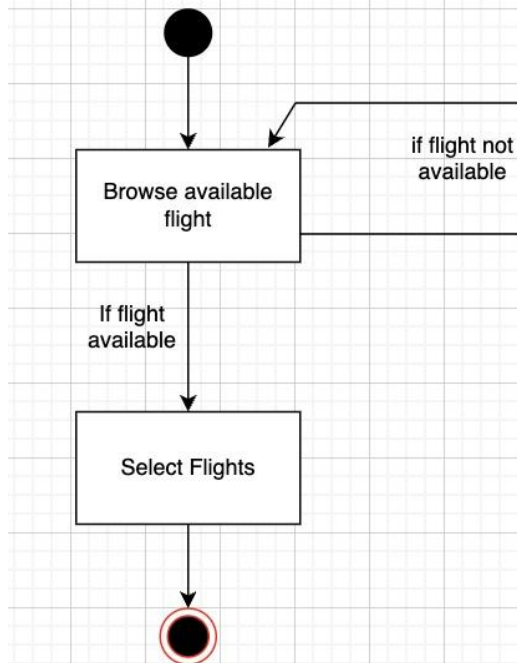 if flight not
available
Browse available
flight
If flight
available
Select Flights